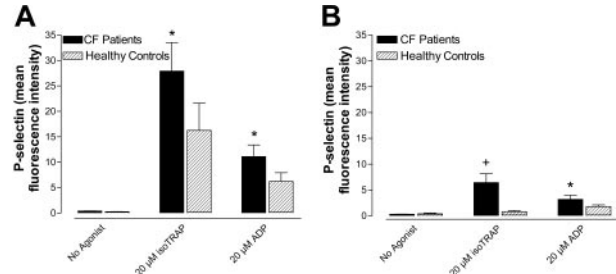 A
P-selectin (mean
fluorescence intensity)
35
30
25
20
15
10
5
0
CF Patients
Healthy Controls
*
*
No Agonist
20 µM isoTRAP
20 µM ADP
B
P-selectin (mean
fluorescence intensity)
35
30
25
20
15
10
5
0
CF Patients
Healthy Controls
+
*
No Agonist
20 µM isoTRAP
20 µM ADP